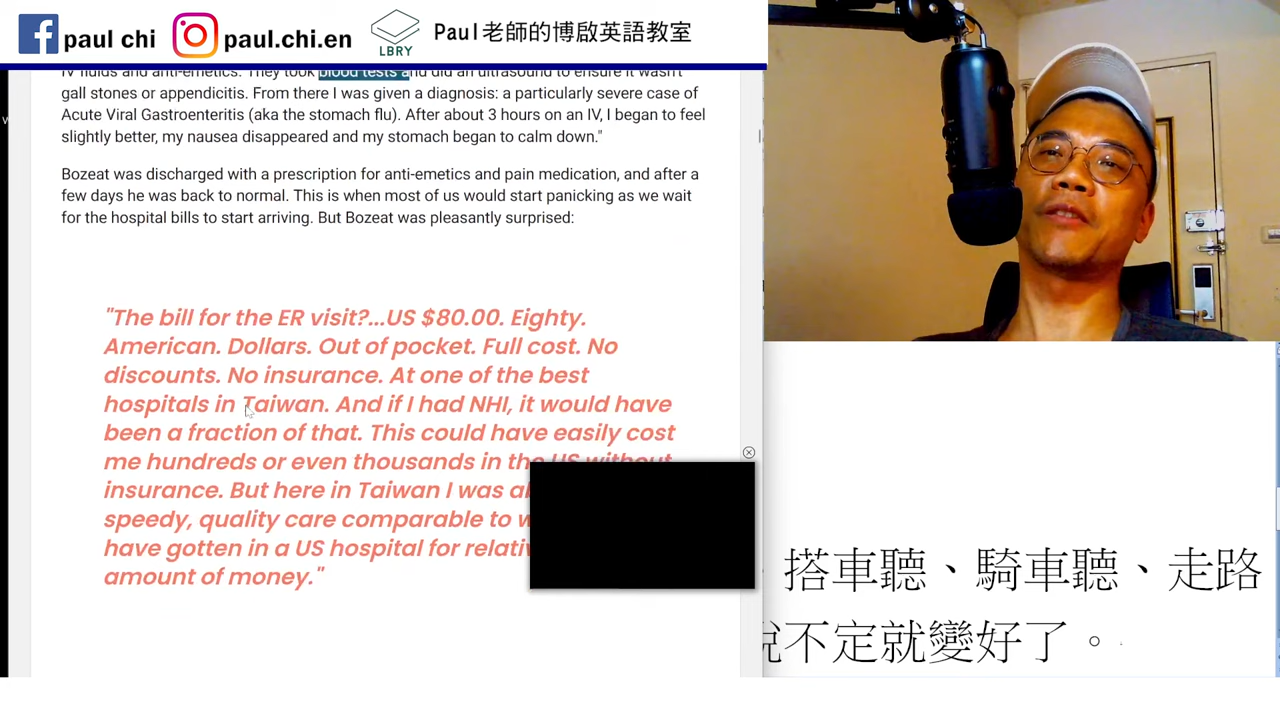 paul chi
paul.chi.en
LBRY
Paul老師的博啟英語教室
IV fluids and anti-emetics. They took blood tests and did an ultrasound to ensure it wasn't
gall stones or appendicitis. From there I was given a diagnosis: a particularly severe case of
Acute Viral Gastroenteritis (aka the stomach flu). After about 3 hours on an IV, I began to feel
slightly better, my nausea disappeared and my stomach began to calm down."
Bozeat was discharged with a prescription for anti-emetics and pain medication, and after a
few days he was back to normal. This is when most of us would start panicking as we wait
for the hospital bills to start arriving. But Bozeat was pleasantly surprised:
"The bill for the ER visit?...US $80.00. Eighty.
American. Dollars. Out of pocket. Full cost. No
discounts. No insurance. At one of the best
hospitals in Taiwan. And if I had NHI, it would have
been a fraction of that. This could have easily cost
me hundreds or even thousands in the US without
insurance. But here in Taiwan I was
speedy, quality care comparable to
have gotten in a US hospital for
amount of money."
搭車聽、騎車聽、走路
說不定就變好了。